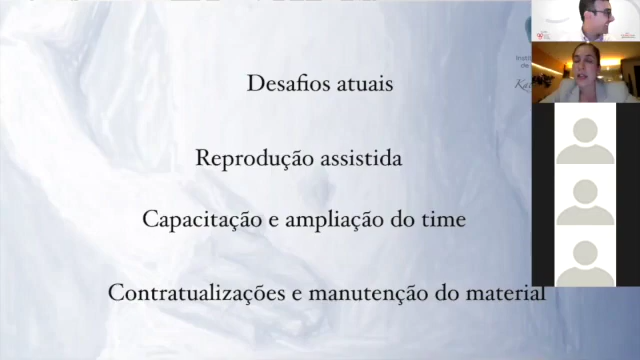 Desafios atuais
Reprodução assistida
Capacitação e ampliação do time
Contratualizações e manutenção do material